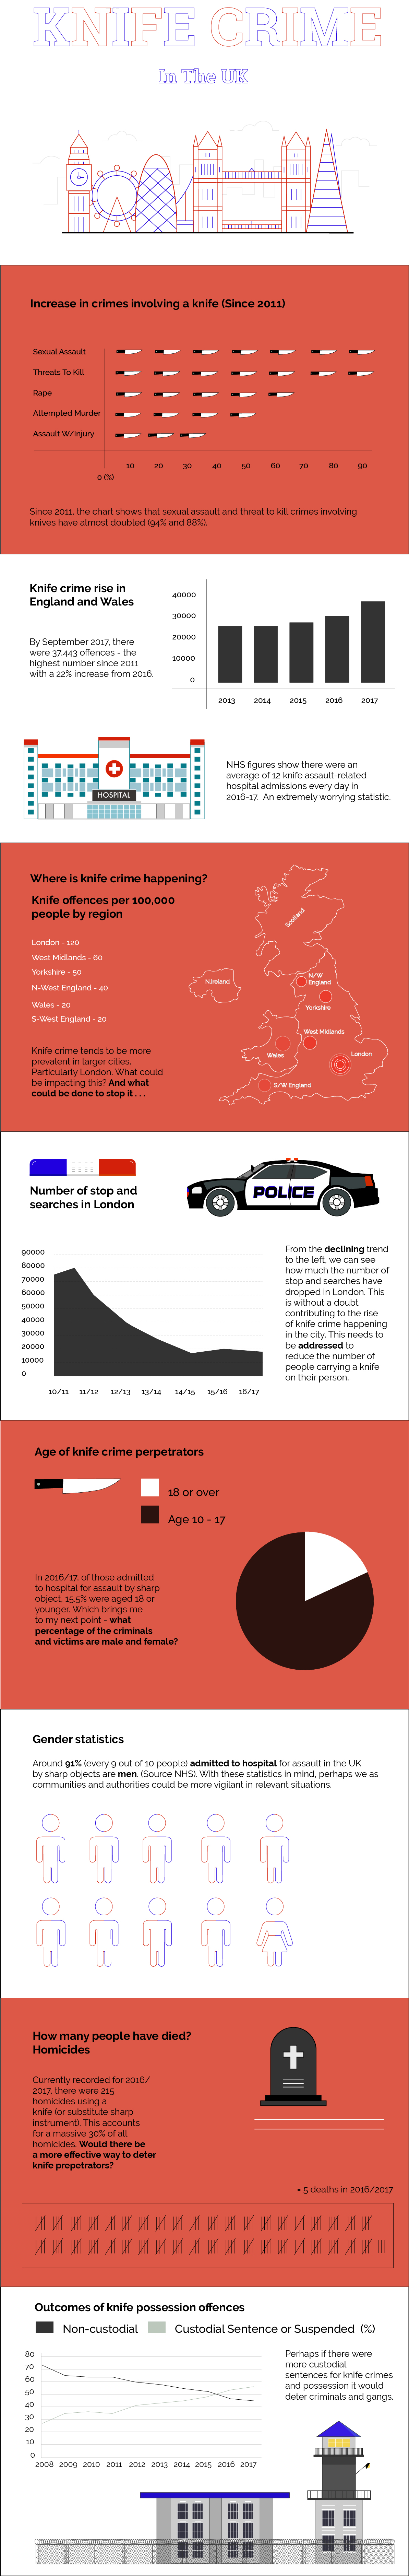 KNIFE CRIME
In The UK
Increase in crimes involving a knife (Since 2011)
Sexual Assault
Threats To Kill
Rape
Attempted Murder
Assault W/Injury
10 20 30 40 50 60 70 80 90
0 (%)
Since 2011, the chart shows that sexual assault and threat to kill crimes involving
knives have almost doubled (94% and 88%).
Knife crime rise in
England and Wales
By September 2017, there
were 37,443 offences - the
highest number since 2011
with a 22% increase from 2016.
40000
30000
20000
10000
0
2013 2014 2015 2016 2017
HOSPITAL
NHS figures show there were an
average of 12 knife assault-related
hospital admissions every day in
2016-17. An extremely worrying statistic.
Where is knife crime happening?
Knife offences per 100,000
people by region
London - 120
West Midlands - 60
Yorkshire - 50
N-West England - 40
Wales - 20
S-West England - 20
Knife crime tends to be more
prevalent in larger cities.
Particularly London. What could
be impacting this? And what
could be done to stop it . . .
Scotland
N.Ireland
N/W
England
Yorkshire
West Midlands
Wales
London
S/W England
Number of stop and
searches in London
POLICE
90000
80000
70000
60000
50000
40000
30000
20000
10000
0
10/11 11/12 12/13 13/14 14/15 15/16 16/17
From the declining trend
to the left, we can see
how much the number of
stop and searches have
dropped in London. This
is without a doubt
contributing to the rise
of knife crime happening
in the city. This needs to
be addressed to
reduce the number of
people carrying a knife
on their person.
Age of knife crime perpetrators
18 or over
Age 10 - 17
In 2016/17, of those admitted
to hospital for assault by sharp
object, 15.5% were aged 18 or
younger. Which brings me
to my next point - what
percentage of the criminals
and victims are male and female?
Gender statistics
Around 91% (every 9 out of 10 people) admitted to hospital for assault in the UK
by sharp objects are men. (Source NHS). With these statistics in mind, perhaps we as
communities and authorities could be more vigilant in relevant situations.
How many people have died?
Homicides
Currently recorded for 2016/
2017, there were 215
homicides using a
knife (or substitute sharp
instrument). This accounts
for a massive 30% of all
homicides. Would there be
a more effective way to deter
knife prepetrators?
= 5 deaths in 2016/2017
Outcomes of knife possession offences
Non-custodial
Custodial Sentence or Suspended (%)
80
70
60
50
40
30
20
10
0
2008 2009 2010 2011 2012 2013 2014 2015 2016 2017
Perhaps if there were
more custodial
sentences for knife crimes
and possession it would
deter criminals and gangs.